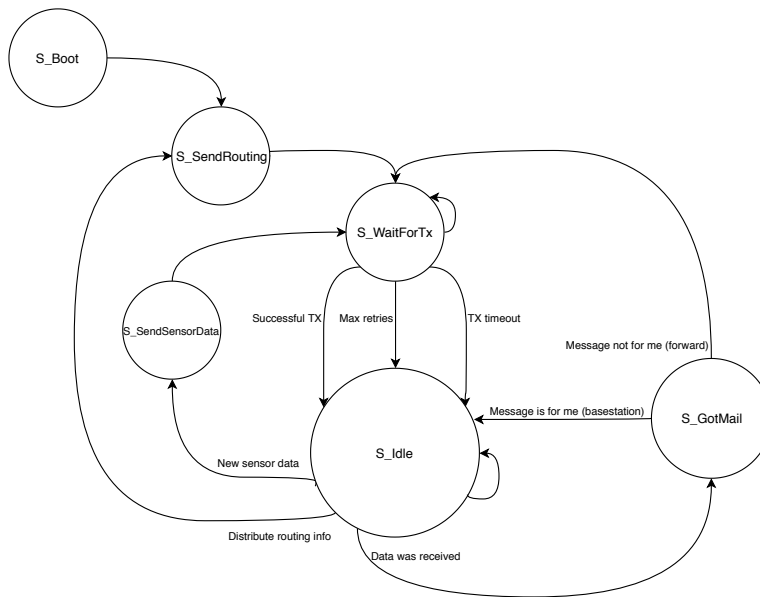 S_Boot
S_SendRouting
S_WaitForTx
S_SendSensorData
Successful TX
Max retries
TX timeout
Message not for me (forward)
Message is for me (basestation)
S_GotMail
S_Idle
New sensor data
Distribute routing info
Data was received